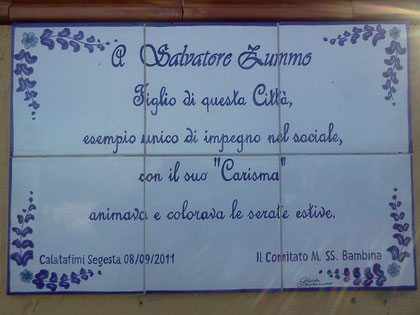 A Salvatore Zummo
Figlio di questa Città,
esempio unico di impegno nel sociale,
con il suo "Carisma"
animava e colorava le serate estive.
Calatafimi Segesta 08/09/2011
Il Comitato M. SS. Bambina